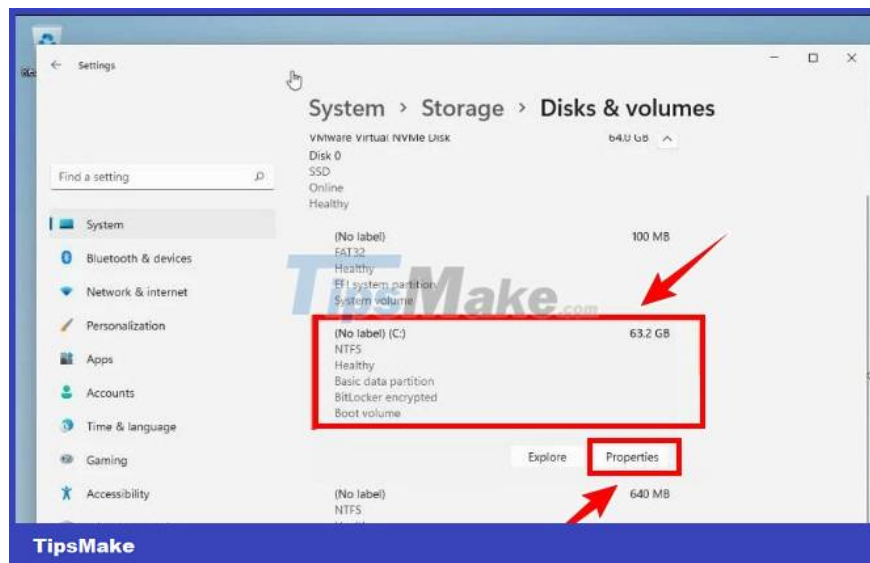 Settings
System > Storage > Disks & volumes
VMware Virtual NVMe Disk 64.0 GB
Disk 0
SSD
Online
Healthy
Find a setting
System
Bluetooth & devices
Network & internet
Personalization
Apps
Accounts
Time & language
Gaming
Accessibility
(No label) 100 MB
FAT32
Healthy
EFI system partition
System volume
TipsMake.com
(No label) (C:) 63.2 GB
NTFS
Healthy
Basic data partition
BitLocker encrypted
Boot volume
Explore Properties
(No label) 640 MB
NTFS
TipsMake